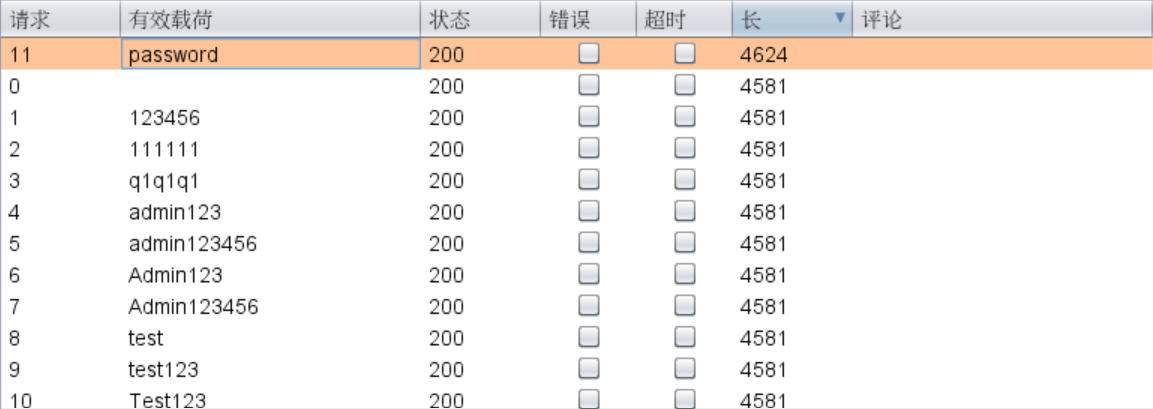 请求 有效载荷 状态 错误 超时 长 评论
11 password 200 4624
0 200 4581
1 123456 200 4581
2 111111 200 4581
3 q1q1q1 200 4581
4 admin123 200 4581
5 admin123456 200 4581
6 Admin123 200 4581
7 Admin123456 200 4581
8 test 200 4581
9 test123 200 4581
10 Test123 200 4581